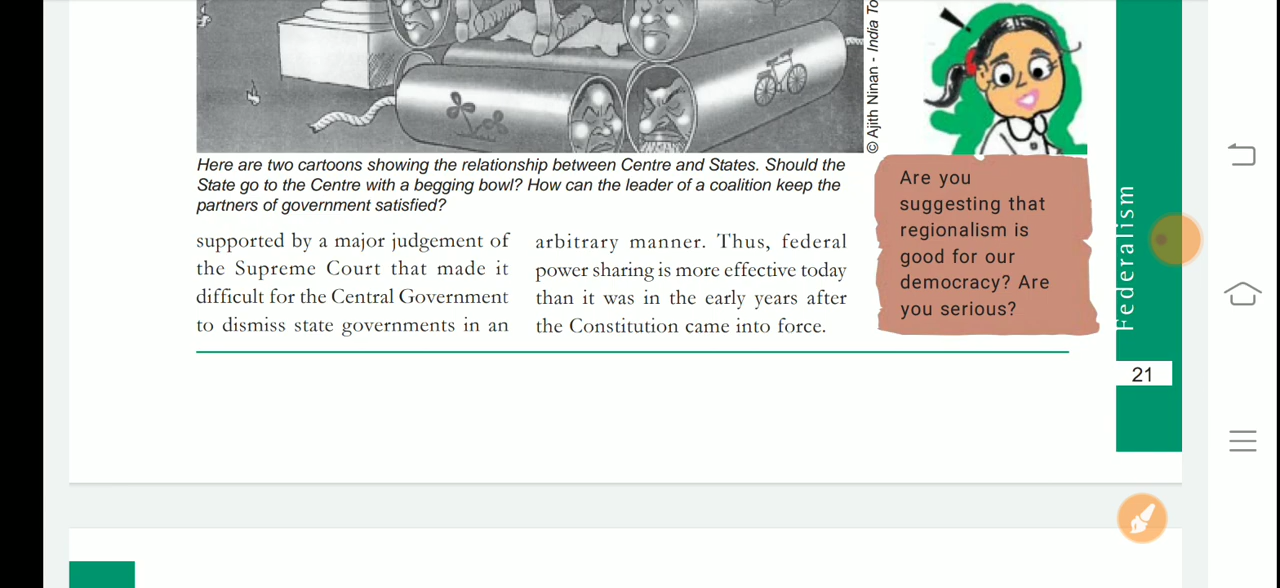 © Ajith Ninan - India To
Here are two cartoons showing the relationship between Centre and States. Should the
State go to the Centre with a begging bowl? How can the leader of a coalition keep the
partners of government satisfied?
supported by a major judgement of
the Supreme Court that made it
difficult for the Central Government
to dismiss state governments in an
arbitrary manner. Thus, federal
power sharing is more effective today
than it was in the early years after
the Constitution came into force.
Are you
suggesting that
regionalism is
good for our
democracy? Are
you serious?
Federalism
21